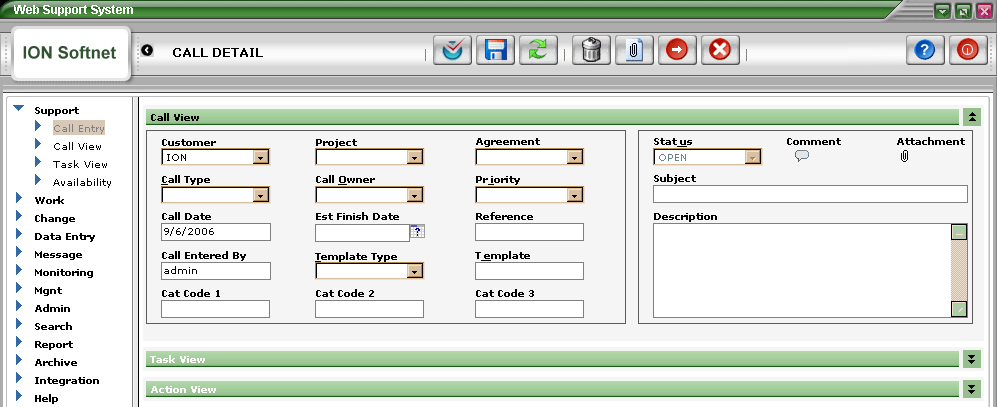 Web Support System
ION Softnet
CALL DETAIL
Support
Call Entry
Call View
Task View
Availability
Work
Change
Data Entry
Message
Monitoring
Mgnt
Admin
Search
Report
Archive
Integration
Help
Call View
Customer Project Agreement
ION
Call Type Call Owner Priority
Call Date Est Finish Date Reference
9/6/2006
Call Entered By Template Type Template
admin
Cat Code 1 Cat Code 2 Cat Code 3
Status Comment Attachment
OPEN
Subject
Description
Task View
Action View